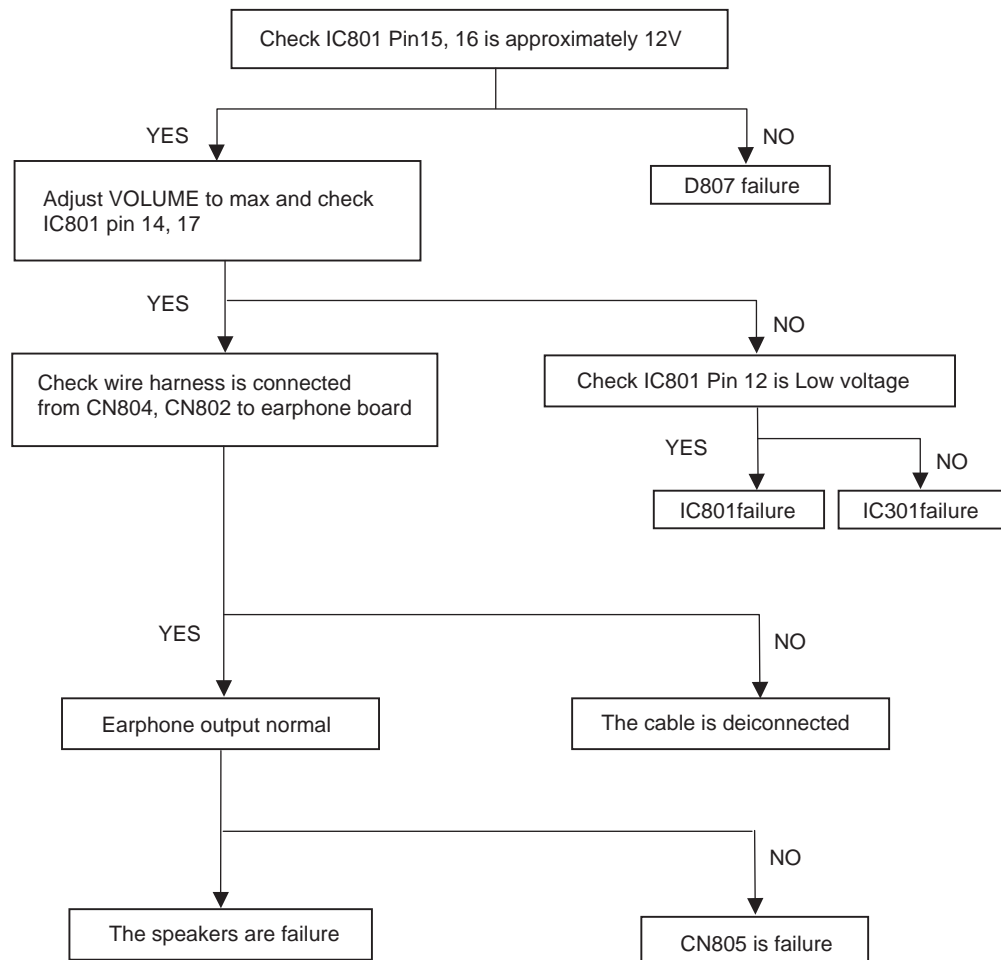 Check IC801 Pin15, 16 is approximately 12V
YES
NO
Adjust VOLUME to max and check
IC801 pin 14, 17
D807 failure
YES
NO
Check wire harness is connected
from CN804, CN802 to earphone board
Check IC801 Pin 12 is Low voltage
YES
NO
IC801failure
IC301failure
YES
NO
Earphone output normal
The cable is deiconnected
NO
The speakers are failure
CN805 is failure